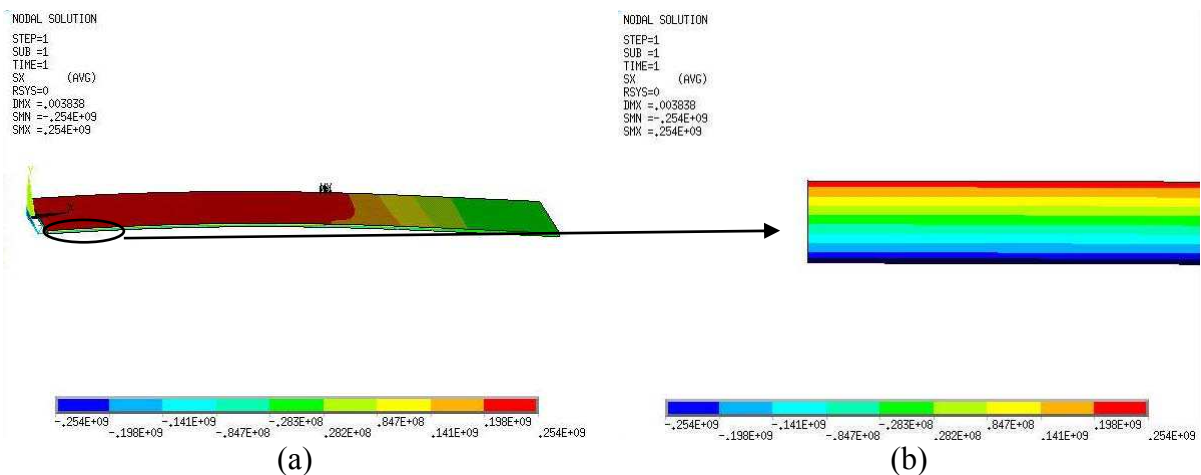 NODAL SOLUTION
STEP=1
SUB =1
TIME=1
SX (AVG)
RSYS=0
DMX =.003838
SMN =-.254E+09
SMX =.254E+09
Y
X
-.254E+09 -.141E+09 -.283E+08 .847E+08 .198E+09
-.198E+09 -.847E+08 .282E+08 .141E+09 .254E+09
(a)
NODAL SOLUTION
STEP=1
SUB =1
TIME=1
SX (AVG)
RSYS=0
DMX =.003838
SMN =-.254E+09
SMX =.254E+09
-.254E+09 -.141E+09 -.283E+08 .847E+08 .198E+09
-.198E+09 -.847E+08 .282E+08 .141E+09 .254E+09
(b)